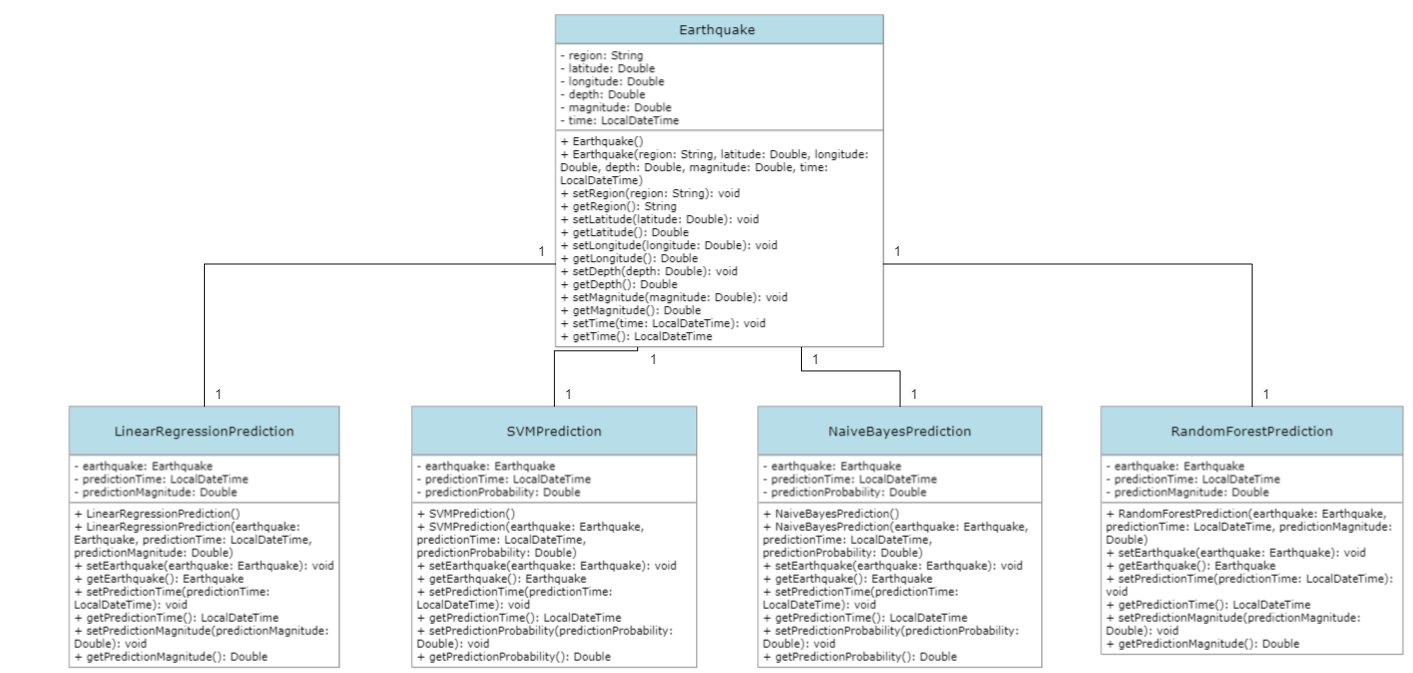 Earthquake
- region: String
- latitude: Double
- longitude: Double
- depth: Double
- magnitude: Double
- time: LocalDateTime
+ Earthquake()
+ Earthquake(region: String, latitude: Double, longitude:
Double, depth: Double, magnitude: Double, time:
LocalDateTime)
+ setRegion(region: String): void
+ getRegion(): String
+ setLatitude(latitude: Double): void
+ getLatitude(): Double
+ setLongitude(longitude: Double): void
+ getLongitude(): Double
+ setDepth(depth: Double): void
+ getDepth(): Double
+ setMagnitude(magnitude: Double): void
+ getMagnitude(): Double
+ setTime(time: LocalDateTime): void
+ getTime(): LocalDateTime
1
1
1
1
1
1
1
1
LinearRegressionPrediction
- earthquake: Earthquake
- predictionTime: LocalDateTime
- predictionMagnitude: Double
+ LinearRegressionPrediction()
+ LinearRegressionPrediction(earthquake:
Earthquake, predictionTime: LocalDateTime,
predictionMagnitude: Double)
+ setEarthquake(earthquake: Earthquake): void
+ getEarthquake(): Earthquake
+ setPredictionTime(predictionTime:
LocalDateTime): void
+ getPredictionTime(): LocalDateTime
+ setPredictionMagnitude(predictionMagnitude:
Double): void
+ getPredictionMagnitude(): Double
SVMPrediction
- earthquake: Earthquake
- predictionTime: LocalDateTime
- predictionProbability: Double
+ SVMPrediction()
+ SVMPrediction(earthquake: Earthquake,
predictionTime: LocalDateTime,
predictionProbability: Double)
+ setEarthquake(earthquake: Earthquake): void
+ getEarthquake(): Earthquake
+ setPredictionTime(predictionTime:
LocalDateTime): void
+ getPredictionTime(): LocalDateTime
+ setPredictionProbability(predictionProbability:
Double): void
+ getPredictionProbability(): Double
NaiveBayesPrediction
- earthquake: Earthquake
- predictionTime: LocalDateTime
- predictionProbability: Double
+ NaiveBayesPrediction()
+ NaiveBayesPrediction(earthquake: Earthquake,
predictionTime: LocalDateTime,
predictionProbability: Double)
+ setEarthquake(earthquake: Earthquake): void
+ getEarthquake(): Earthquake
+ setPredictionTime(predictionTime:
LocalDateTime): void
+ getPredictionTime(): LocalDateTime
+ setPredictionProbability(predictionProbability:
Double): void
+ getPredictionProbability(): Double
RandomForestPrediction
- earthquake: Earthquake
- predictionTime: LocalDateTime
- predictionMagnitude: Double
+ RandomForestPrediction(earthquake: Earthquake,
predictionTime: LocalDateTime, predictionMagnitude:
Double)
+ setEarthquake(earthquake: Earthquake): void
+ getEarthquake(): Earthquake
+ setPredictionTime(predictionTime: LocalDateTime):
void
+ getPredictionTime(): LocalDateTime
+ setPredictionMagnitude(predictionMagnitude:
Double): void
+ getPredictionMagnitude(): Double